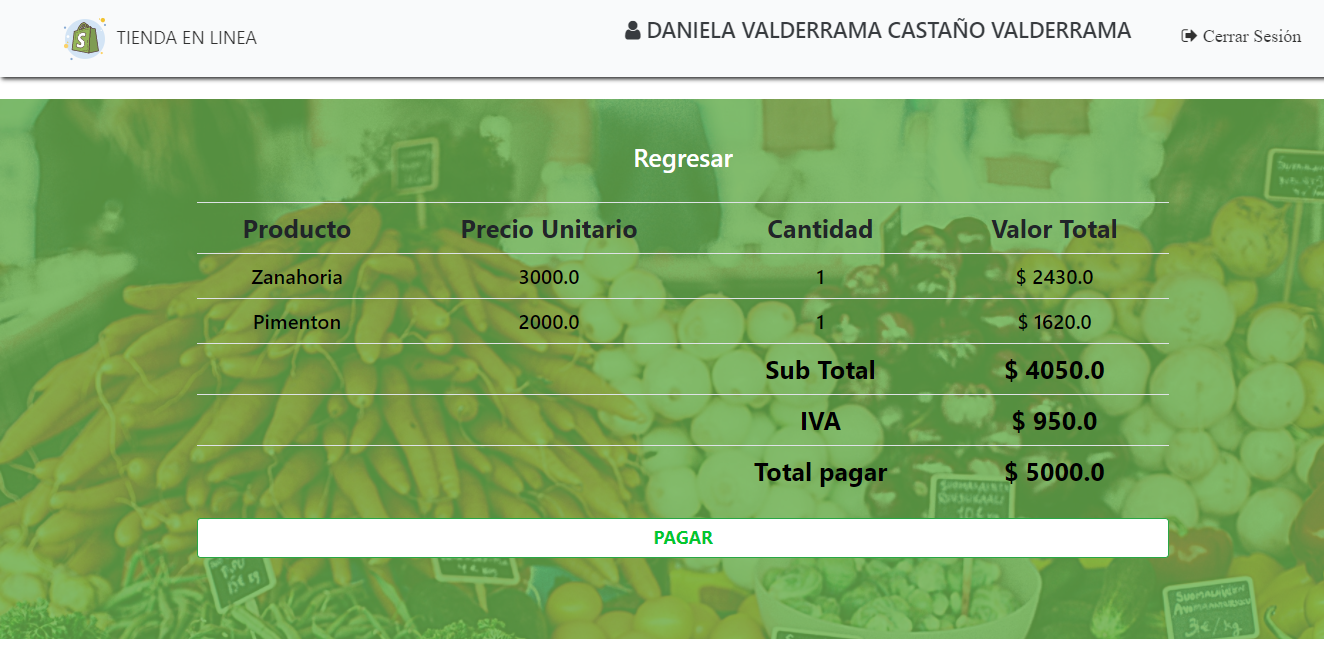 TIENDA EN LINEA
DANIELA VALDERRAMA CASTAÑO VALDERRAMA
Cerrar Sesión
Regresar
Producto Precio Unitario Cantidad Valor Total
Zanahoria 3000.0 1 $ 2430.0
Pimenton 2000.0 1 $ 1620.0
Sub Total $ 4050.0
IVA $ 950.0
Total pagar $ 5000.0
PAGAR